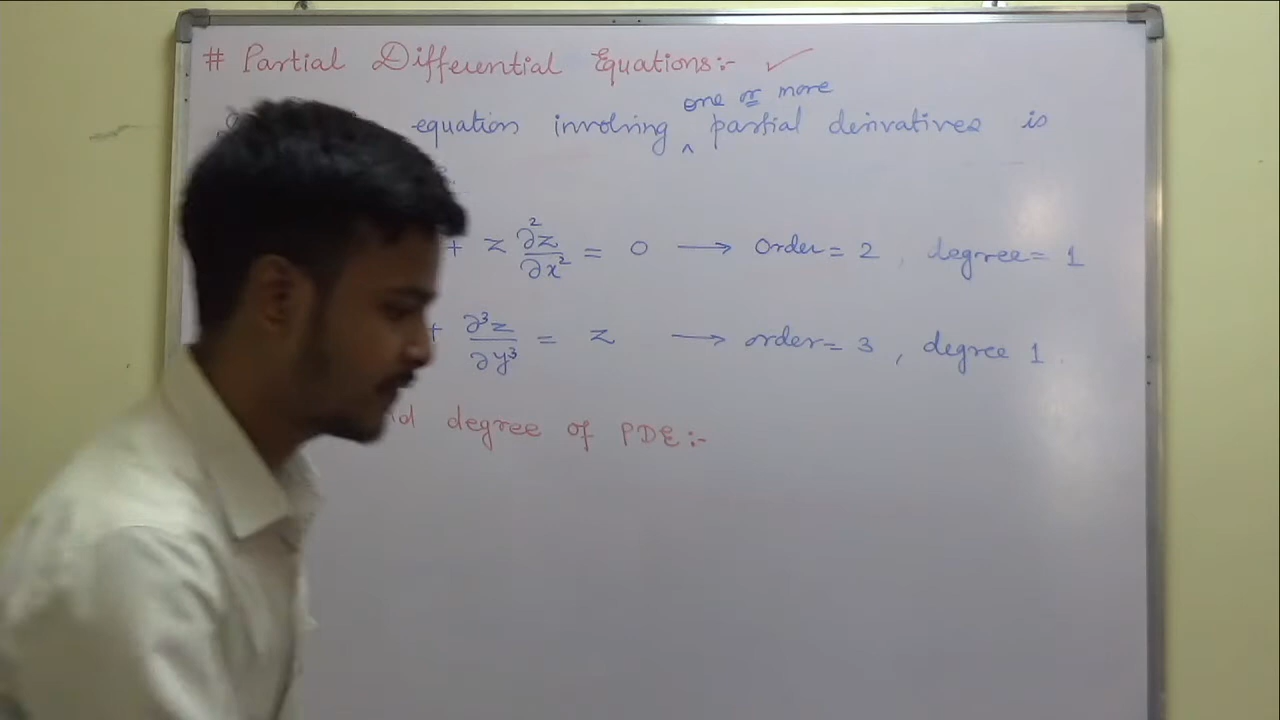 # Partial Differential Equations:- ✓
one or more
equation involving ^ partial derivatives is
+ z ∂²z/∂x² = 0 → Order = 2 , degree = 1
+ ∂³z/∂y³ = z → order = 3 , degree 1
degree of PDE:-